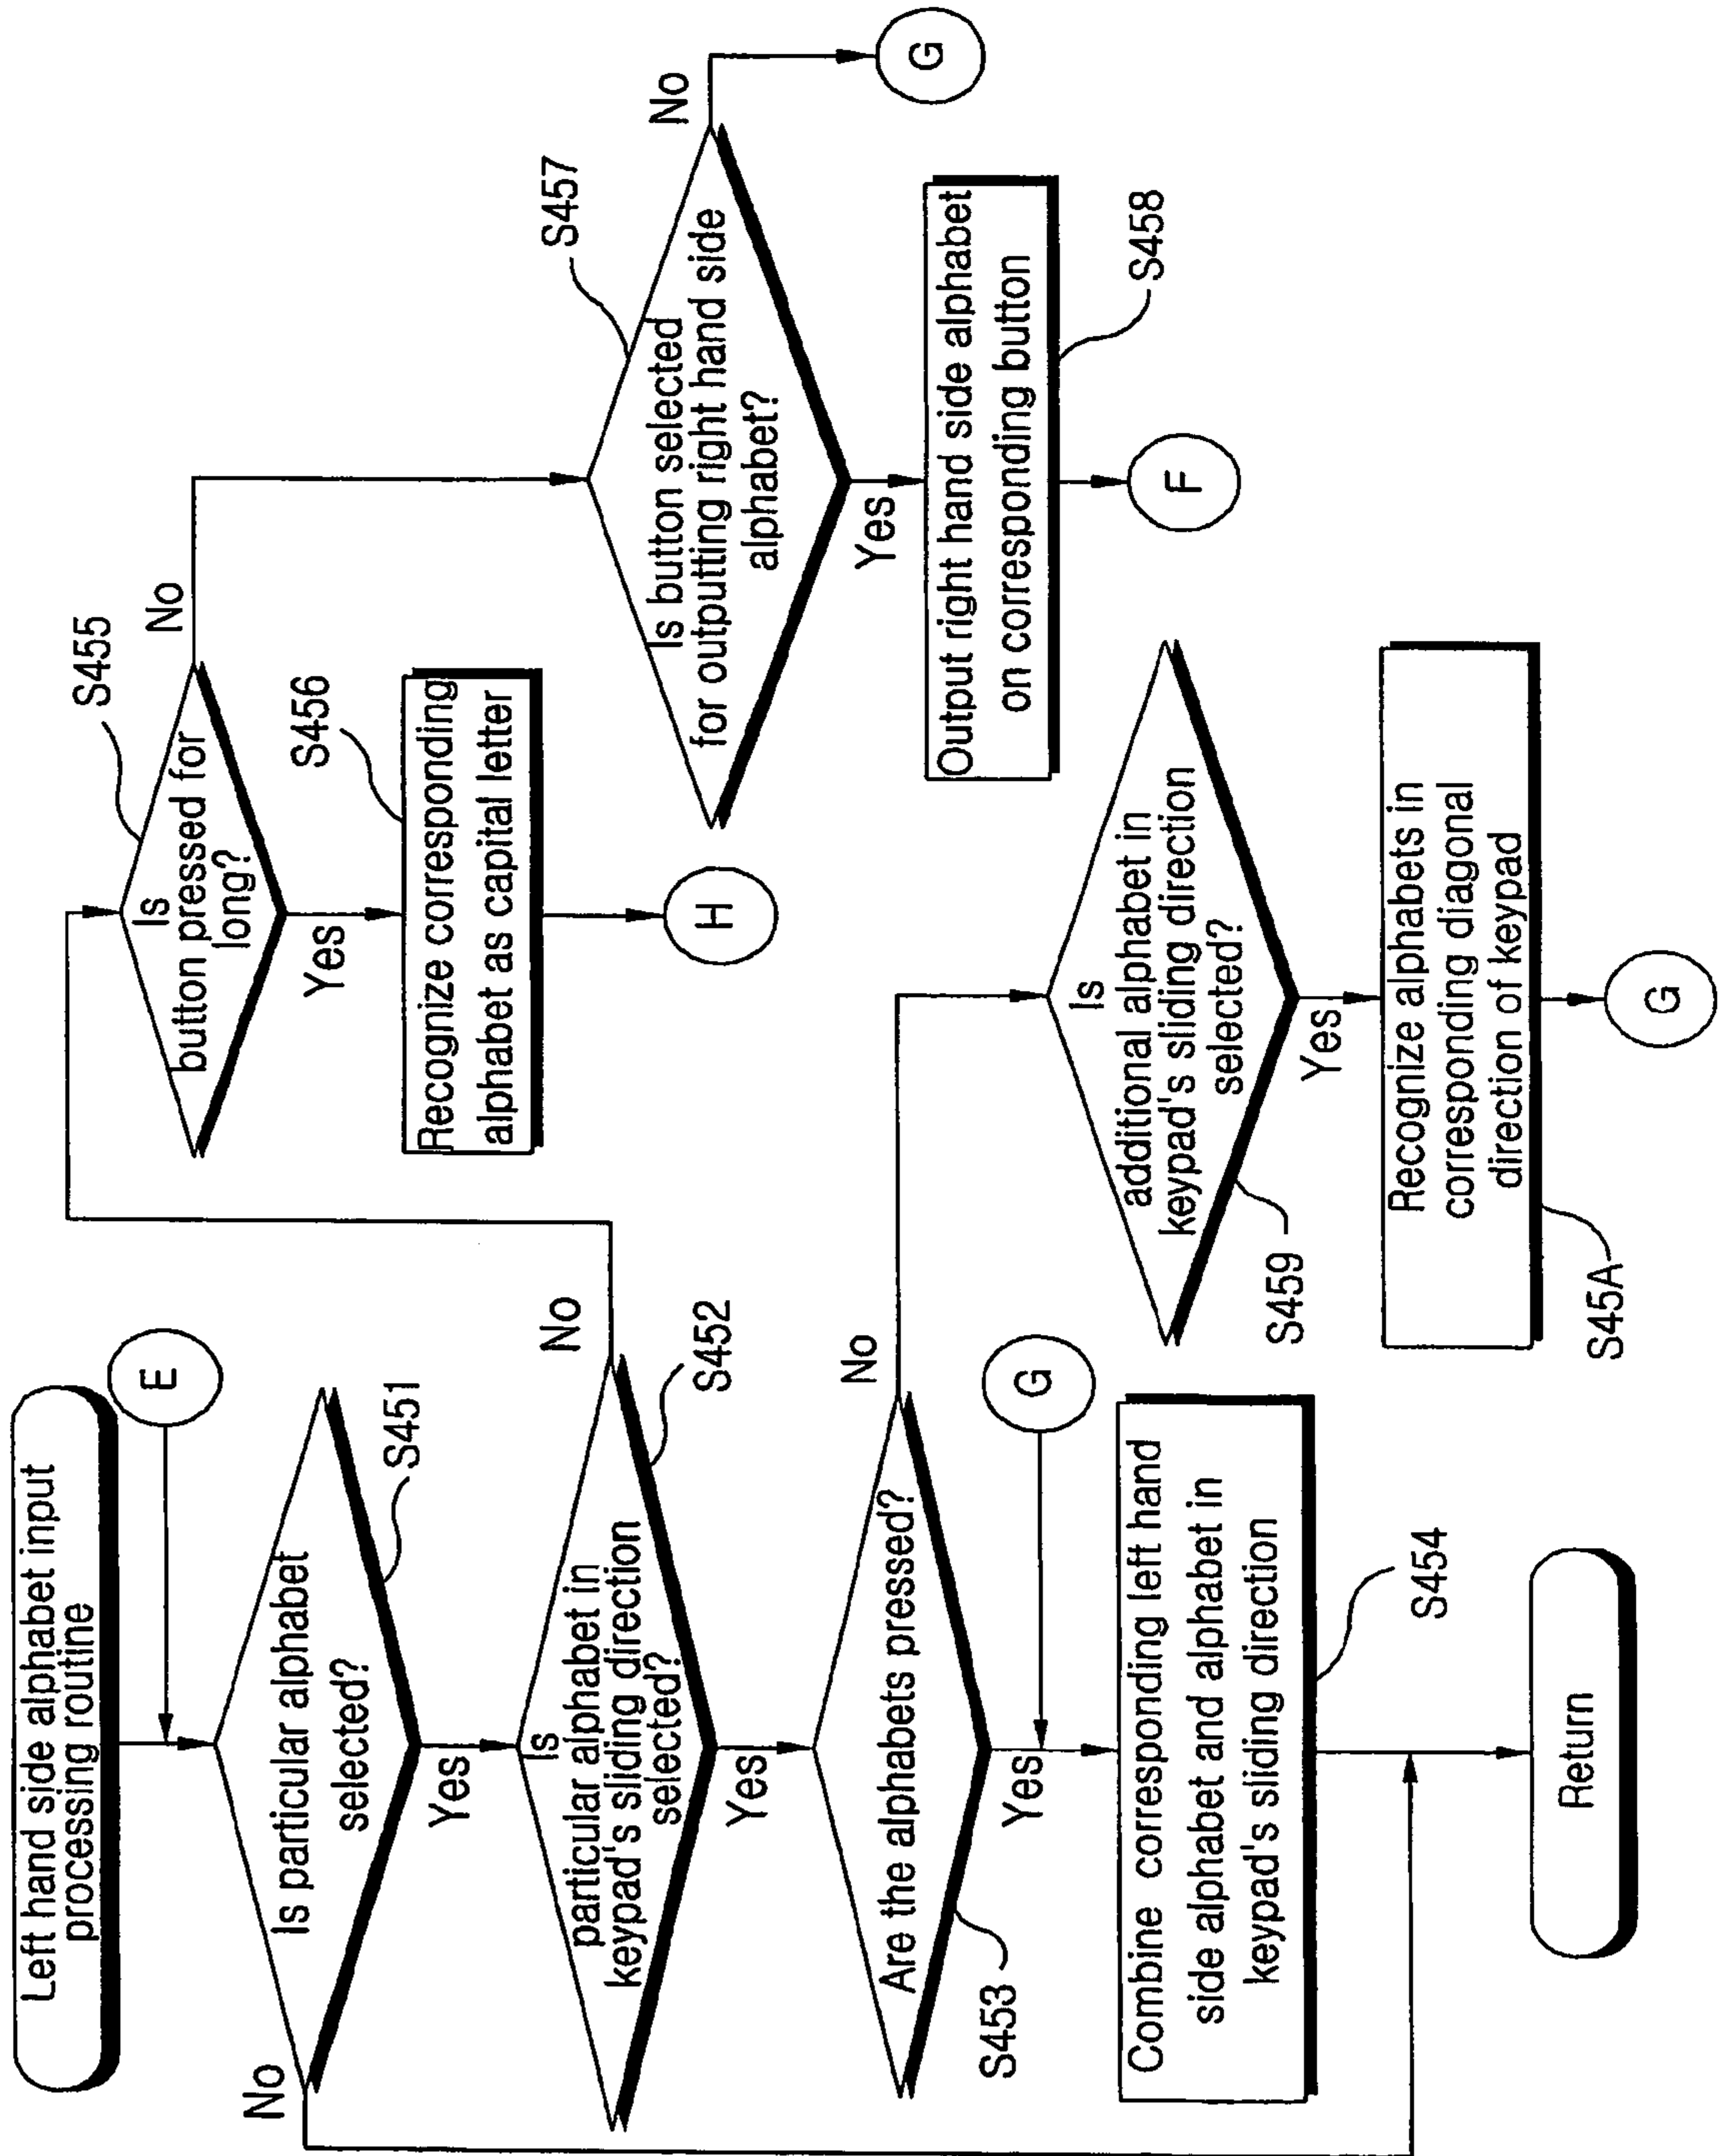 Left hand side alphabet input
processing routine
E
Is particular alphabet
selected?
S451
No
Yes
Is
particular alphabet in
keypad's sliding direction
selected?
S452
No
Yes
Are the alphabets pressed?
S453
No
Yes
G
Combine corresponding left hand
side alphabet and alphabet in
keypad's sliding direction
S454
Return
Is
button pressed for
long?
S455
No
Yes
Recognize corresponding
alphabet as capital letter
S456
H
Is button selected
for outputting right hand side
alphabet?
S457
No
G
Yes
Output right hand side alphabet
on corresponding button
S458
F
Is
additional alphabet in
keypad's sliding direction
selected?
S459
Yes
Recognize alphabets in
corresponding diagonal
direction of keypad
S45A
G